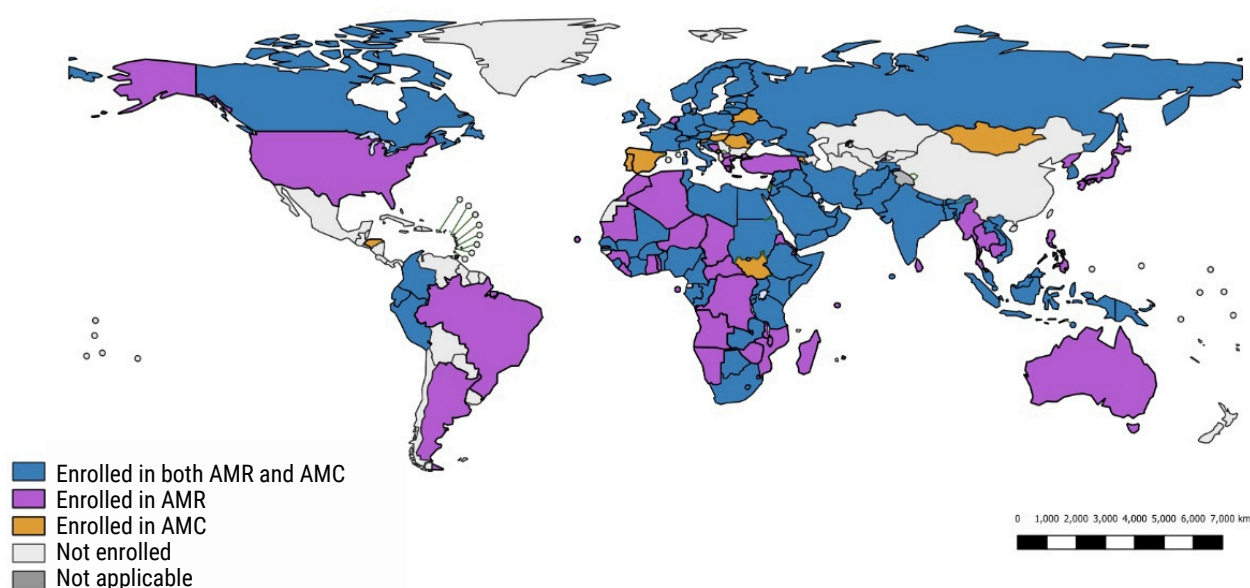 Enrolled in both AMR and AMC
Enrolled in AMR
Enrolled in AMC
Not enrolled
Not applicable
0 1,000 2,000 3,000 4,000 5,000 6,000 7,000 km